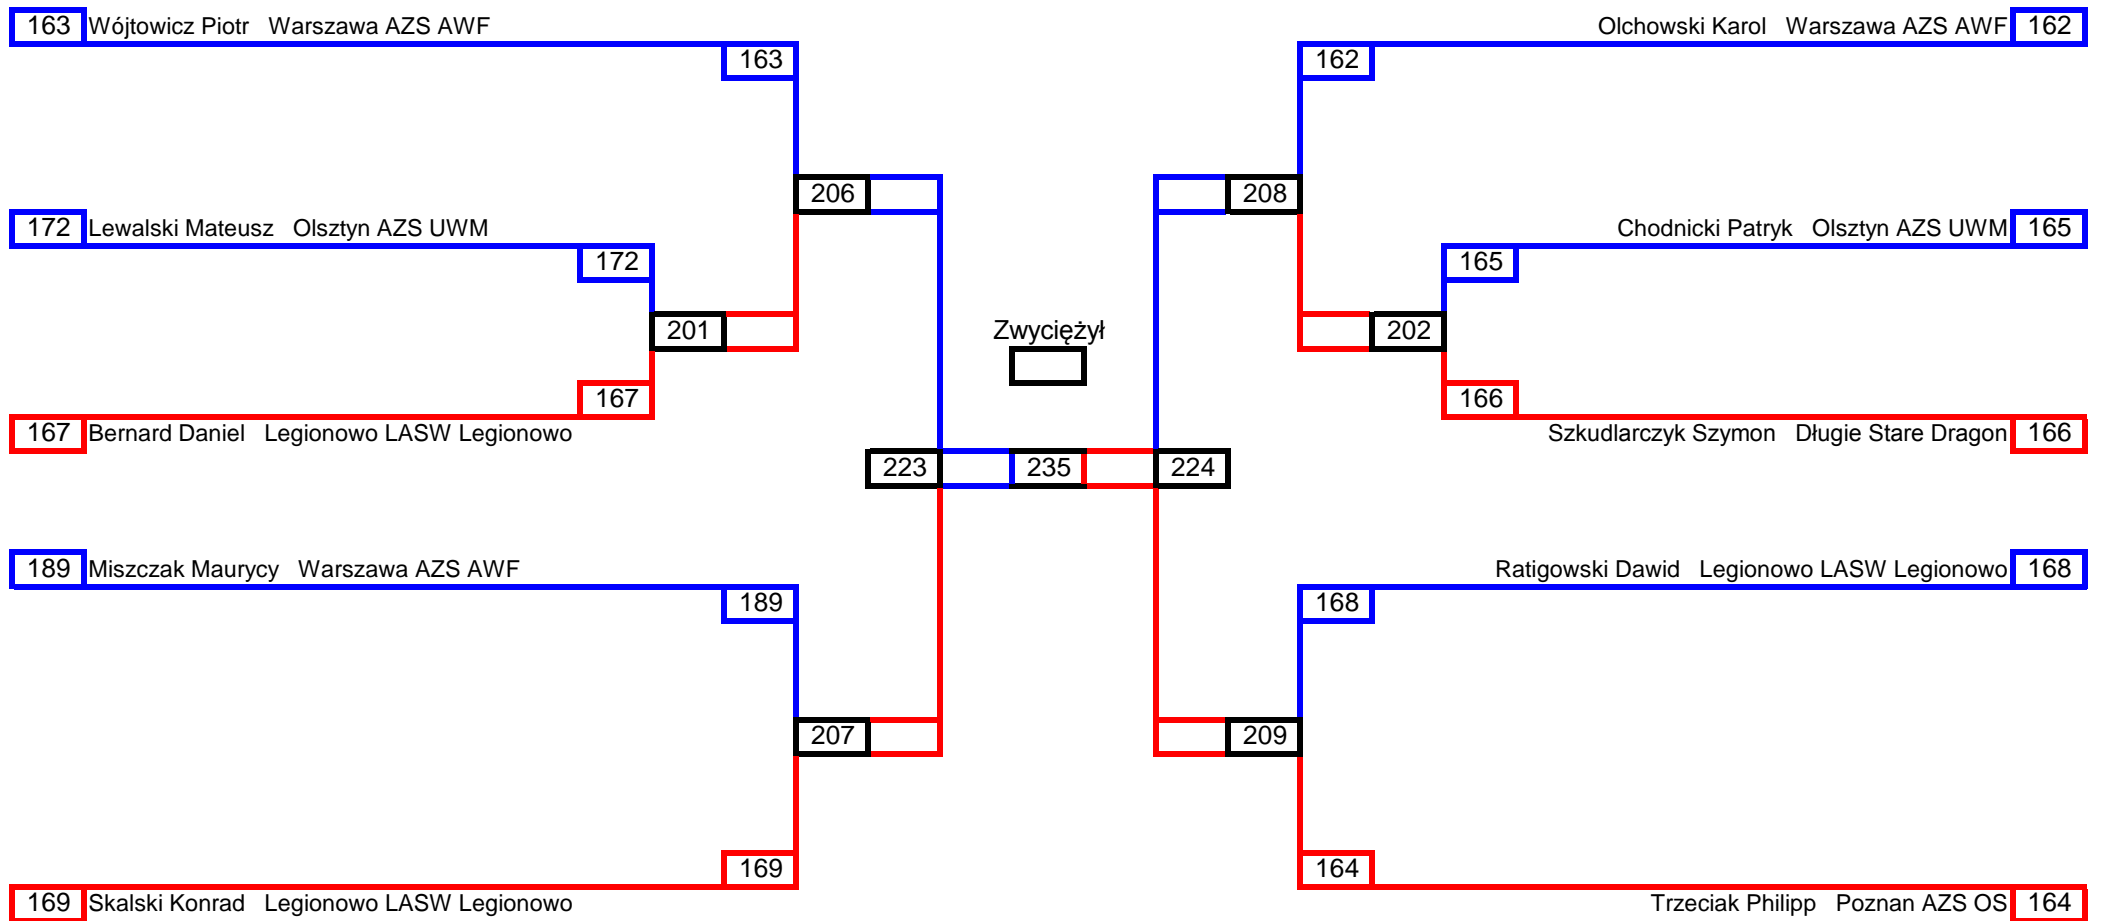 163 Wójtowicz Piotr Warszawa AZS AWF
Olchowski Karol Warszawa AZS AWF 162
163
162
206
208
172 Lewalski Mateusz Olsztyn AZS UWM
Chodnicki Patryk Olsztyn AZS UWM 165
172
165
201
Zwyciężył
202
167
166
167 Bernard Daniel Legionowo LASW Legionowo
Szkudlarczyk Szymon Długie Stare Dragon 166
223
235
224
189 Miszczak Maurycy Warszawa AZS AWF
Ratigowski Dawid Legionowo LASW Legionowo 168
189
168
207
209
169
164
169 Skalski Konrad Legionowo LASW Legionowo
Trzeciak Philipp Poznan AZS OS 164